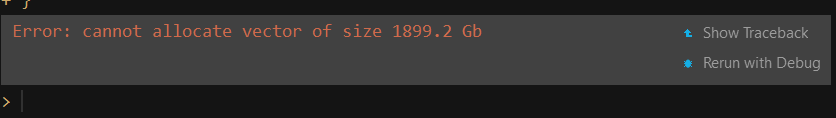 + }
Error: cannot allocate vector of size 1899.2 Gb
Show Traceback
Rerun with Debug
>